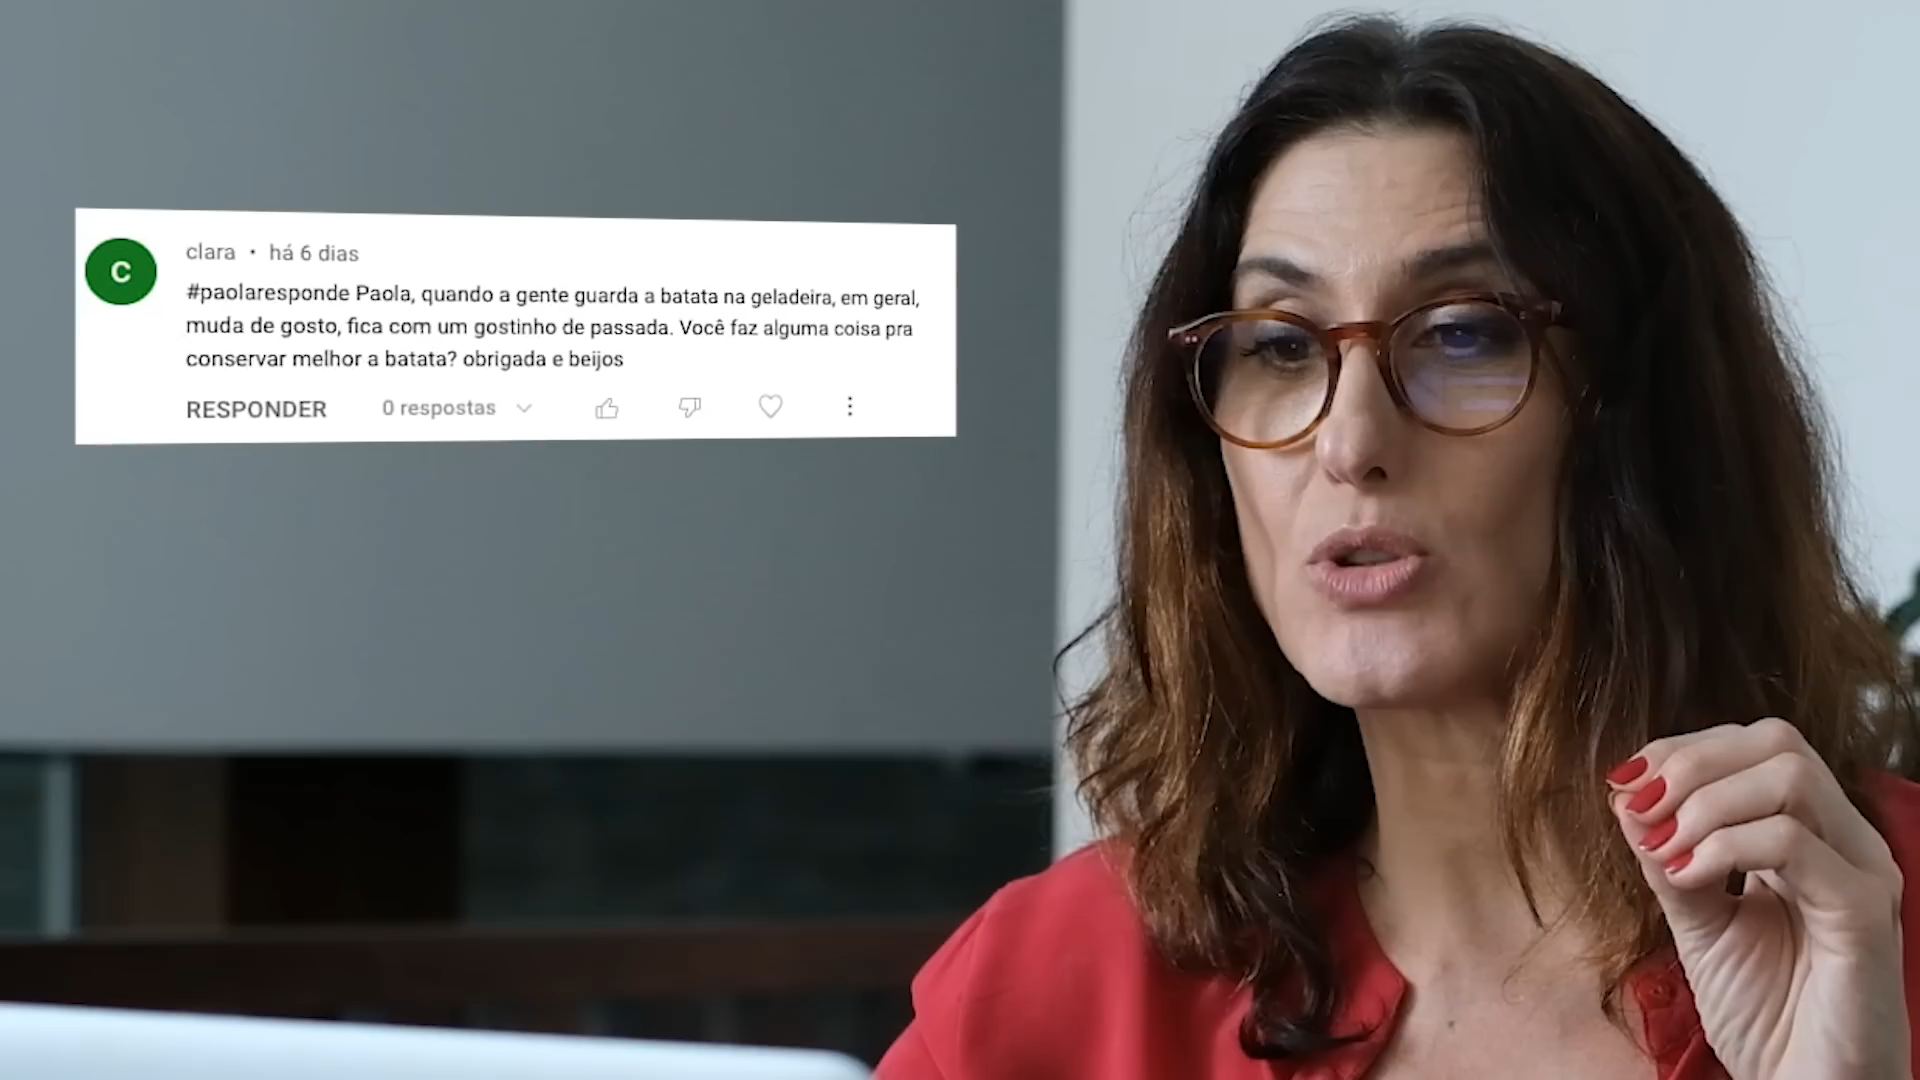 C
clara • há 6 dias
#paolaresponde Paola, quando a gente guarda a batata na geladeira, em geral,
muda de gosto, fica com um gostinho de passada. Você faz alguma coisa pra
conservar melhor a batata? obrigada e beijos
RESPONDER 0 respostas